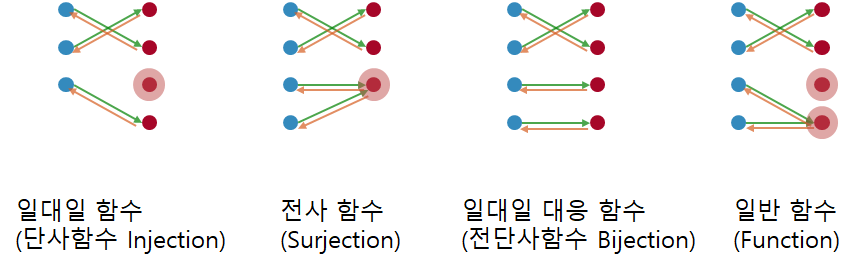 일대일 함수
(단사함수 Injection)
전사 함수
(Surjection)
일대일 대응 함수
(전단사함수 Bijection)
일반 함수
(Function)